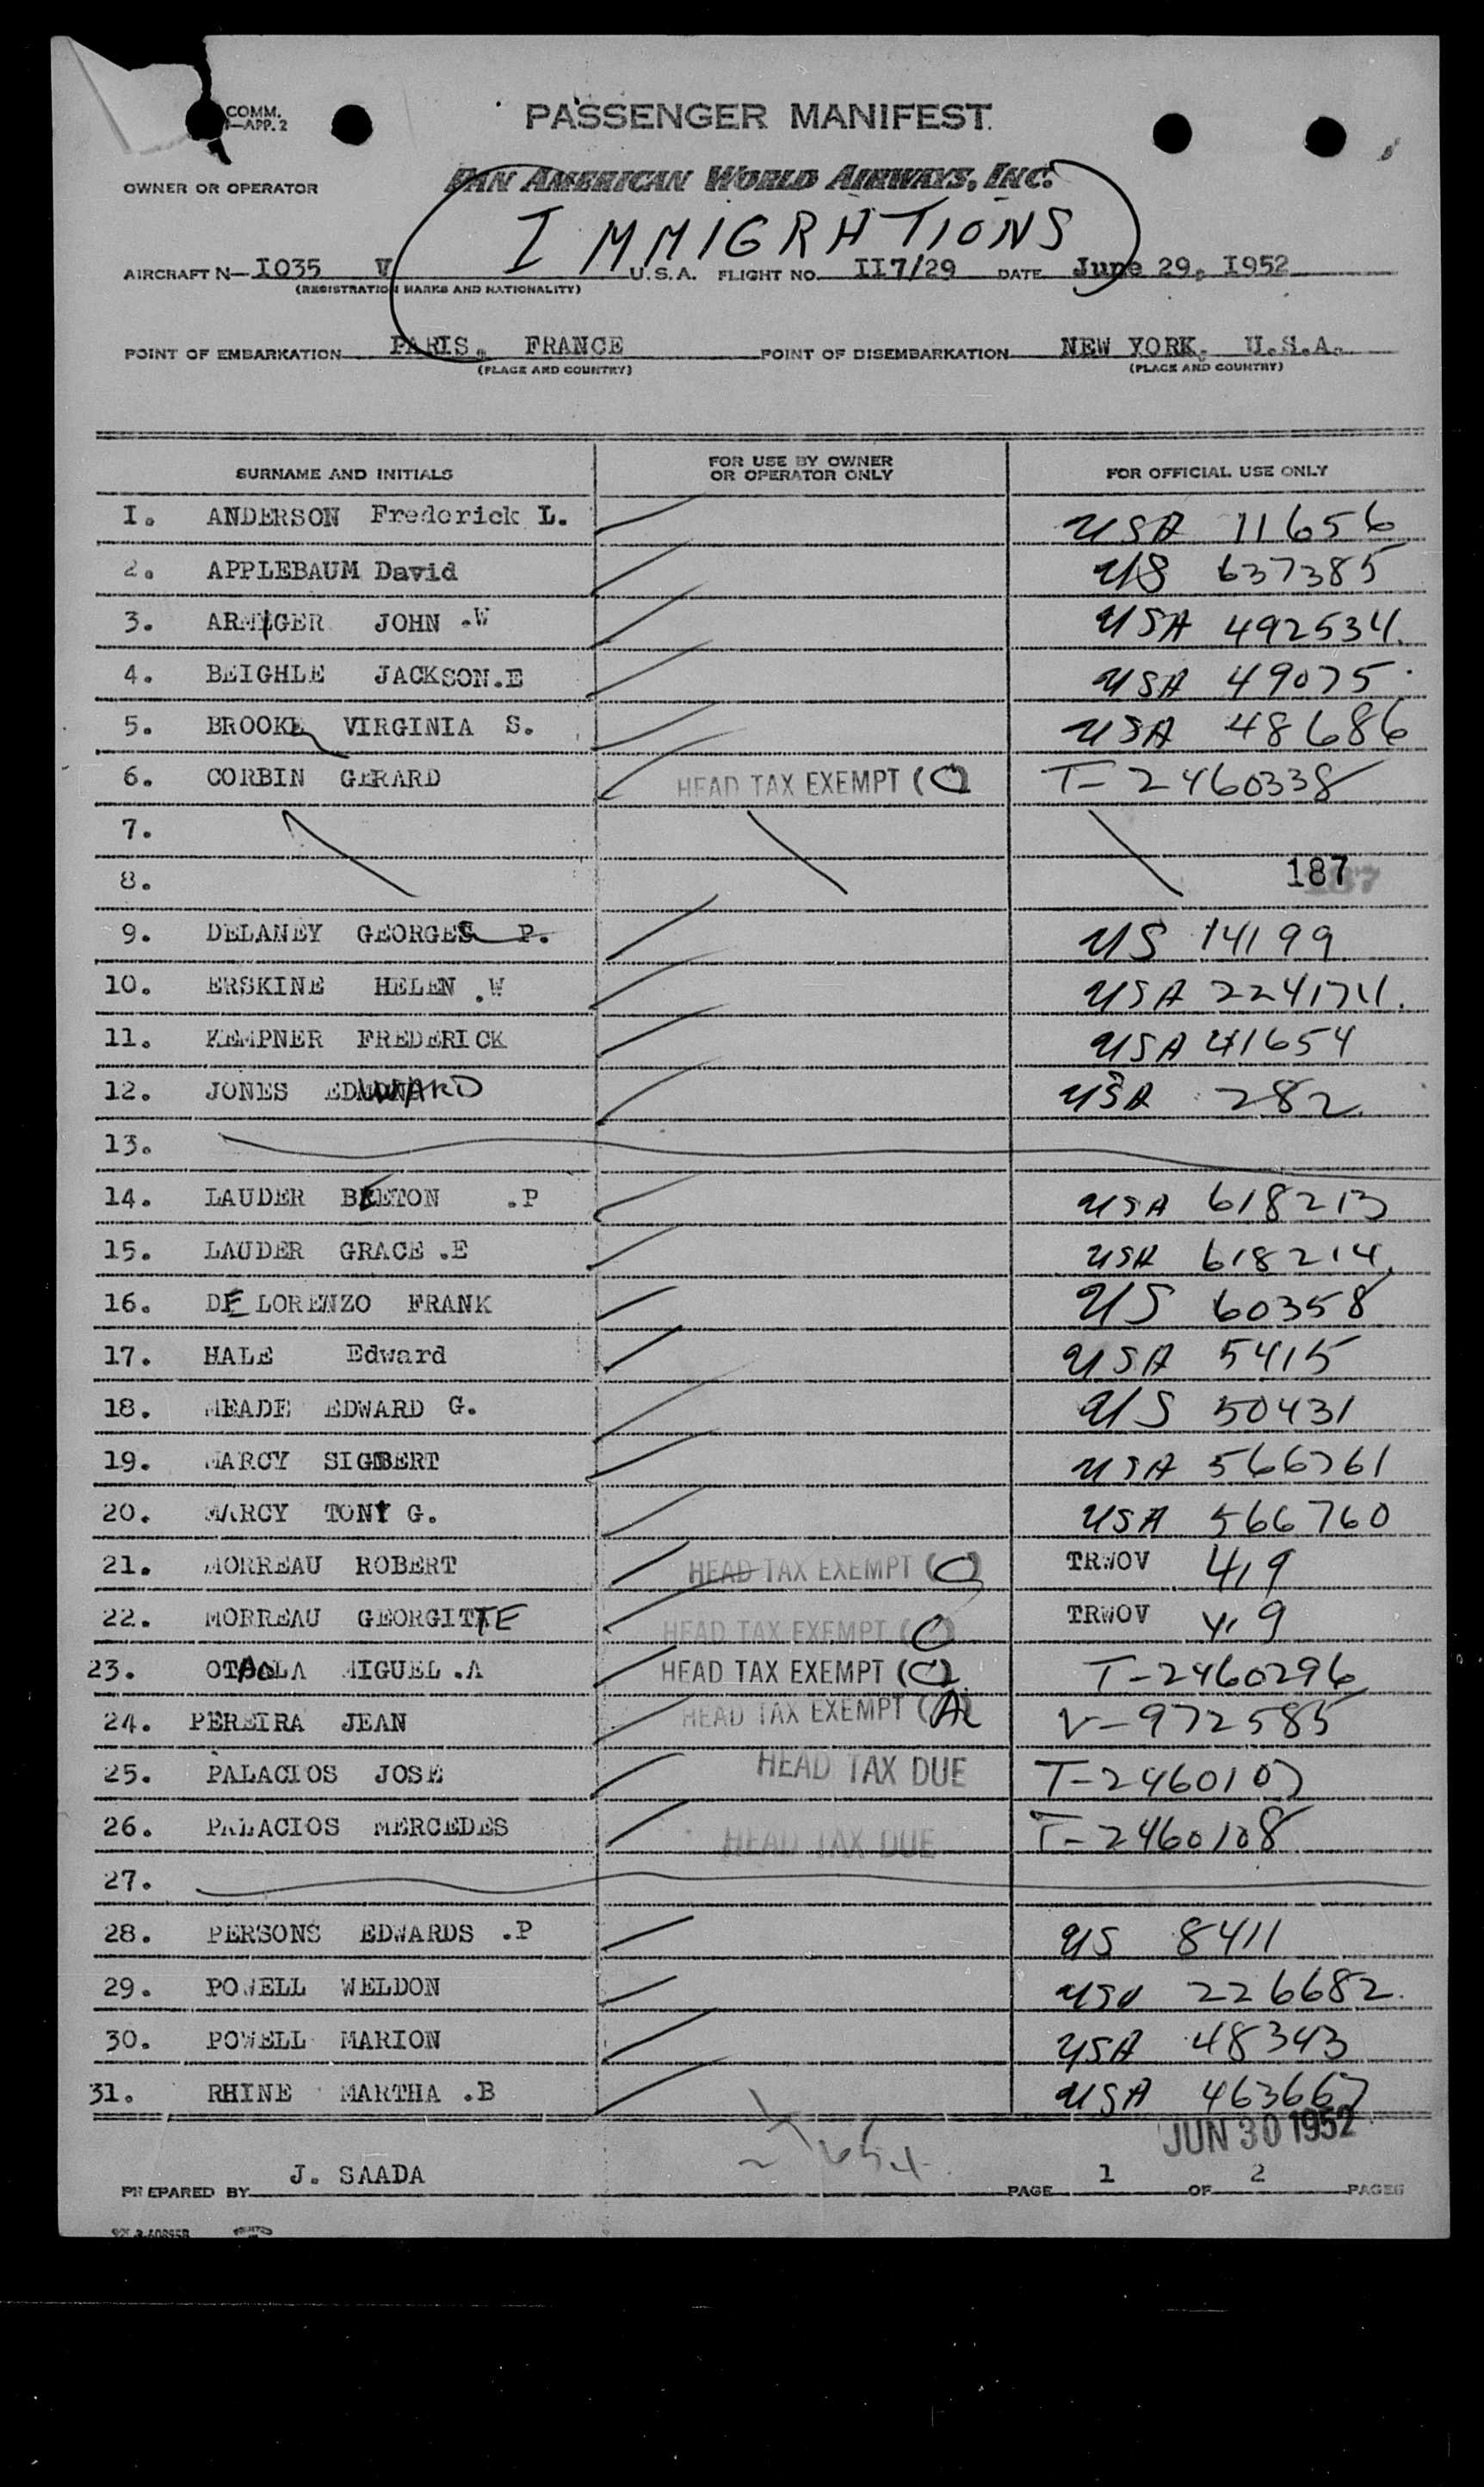 COMM.
—APP. 2
PASSENGER MANIFEST
OWNER OR OPERATOR PAN AMERICAN WORLD AIRWAYS, INC.
IMMIGRATIONS
AIRCRAFT N— I035 V U.S.A. FLIGHT NO. II7/29 DATE June 29, I952
(REGISTRATION MARKS AND NATIONALITY)
POINT OF EMBARKATION PARIS, FRANCE POINT OF DISEMBARKATION NEW YORK, U.S.A.
(PLACE AND COUNTRY) (PLACE AND COUNTRY)
SURNAME AND INITIALS FOR USE BY OWNER OR OPERATOR ONLY FOR OFFICIAL USE ONLY
I. ANDERSON Frederick L. USA 11656
2. APPLEBAUM David US 637385
3. ARMIGER JOHN .W USA 492534
4. BEIGHLE JACKSON.E USA 49075
5. BROOKE VIRGINIA S. USA 48686
6. CORBIN GERARD HEAD TAX EXEMPT (C) T-2460338
7.
8. 187
9. DELANEY GEORGES P. US 14199
10. ERSKINE HELEN .W USA 224174
11. KEMPNER FREDERICK USA 41654
12. JONES EDWARD USA 282
13.
14. LAUDER BEETON .P USA 618213
15. LAUDER GRACE .E USA 618214
16. DE LORENZO FRANK US 60358
17. HALE Edward USA 5415
18. MEADE EDWARD G. US 50431
19. MARCY SIGBERT USA 566761
20. MARCY TONY G. USA 566760
21. MORREAU ROBERT HEAD TAX EXEMPT (C) TRWOV 419
22. MORREAU GEORGITTE HEAD TAX EXEMPT (C) TRWOV 419
23. MIGUEL .A HEAD TAX EXEMPT (C) T-2460296
24. PEREIRA JEAN HEAD TAX EXEMPT V-972585
25. PALACIOS JOSE HEAD TAX DUE T-2460107
26. PALACIOS MERCEDES HEAD TAX DUE T-2460108
27.
28. PERSONS EDWARDS .P US 8411
29. POWELL WELDON USA 226682
30. POWELL MARION USA 48343
31. RHINE MARTHA .B USA 463667
JUN 30 1952
PREPARED BY J. SAADA PAGE 1 OF 2 PAGES